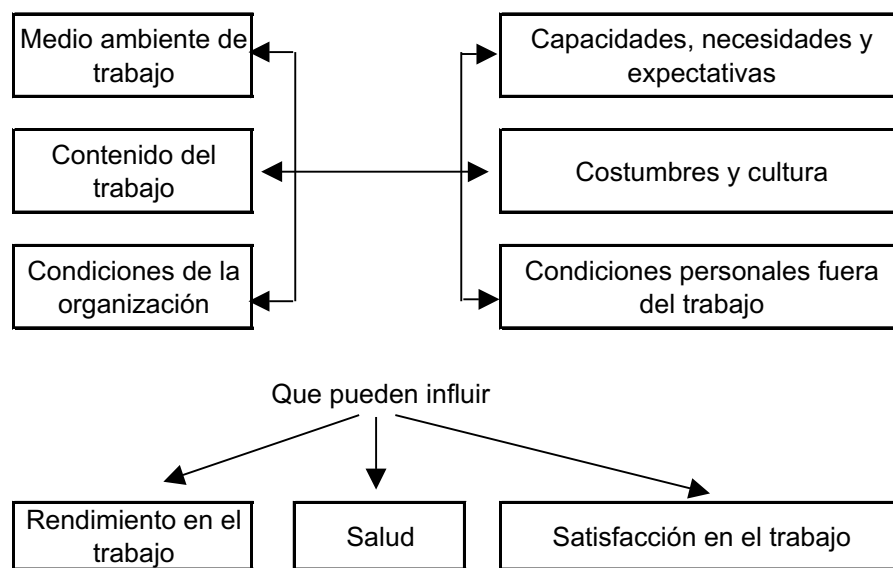 Medio ambiente de
trabajo
Capacidades, necesidades y
expectativas
Contenido del
trabajo
Costumbres y cultura
Condiciones de la
organización
Condiciones personales fuera
del trabajo
Que pueden influir
Rendimiento en el
trabajo
Salud
Satisfacción en el trabajo